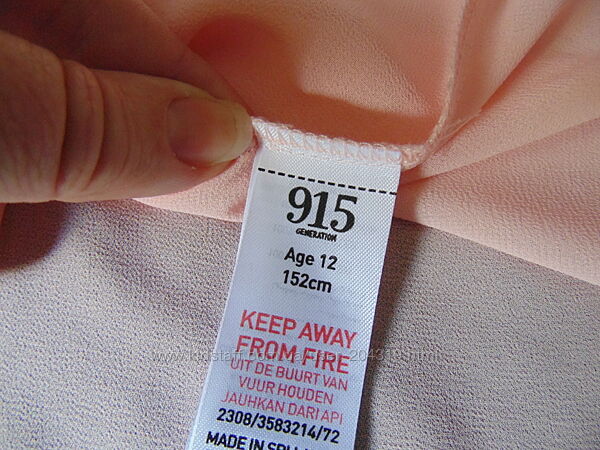 915
GENERATION
Age 12
152cm
KEEP AWAY
FROM FIRE
UIT DE BUURT VAN
VUUR HOUDEN
JAUHKAN DARI API
2308/3583214/72
MADE IN SRI